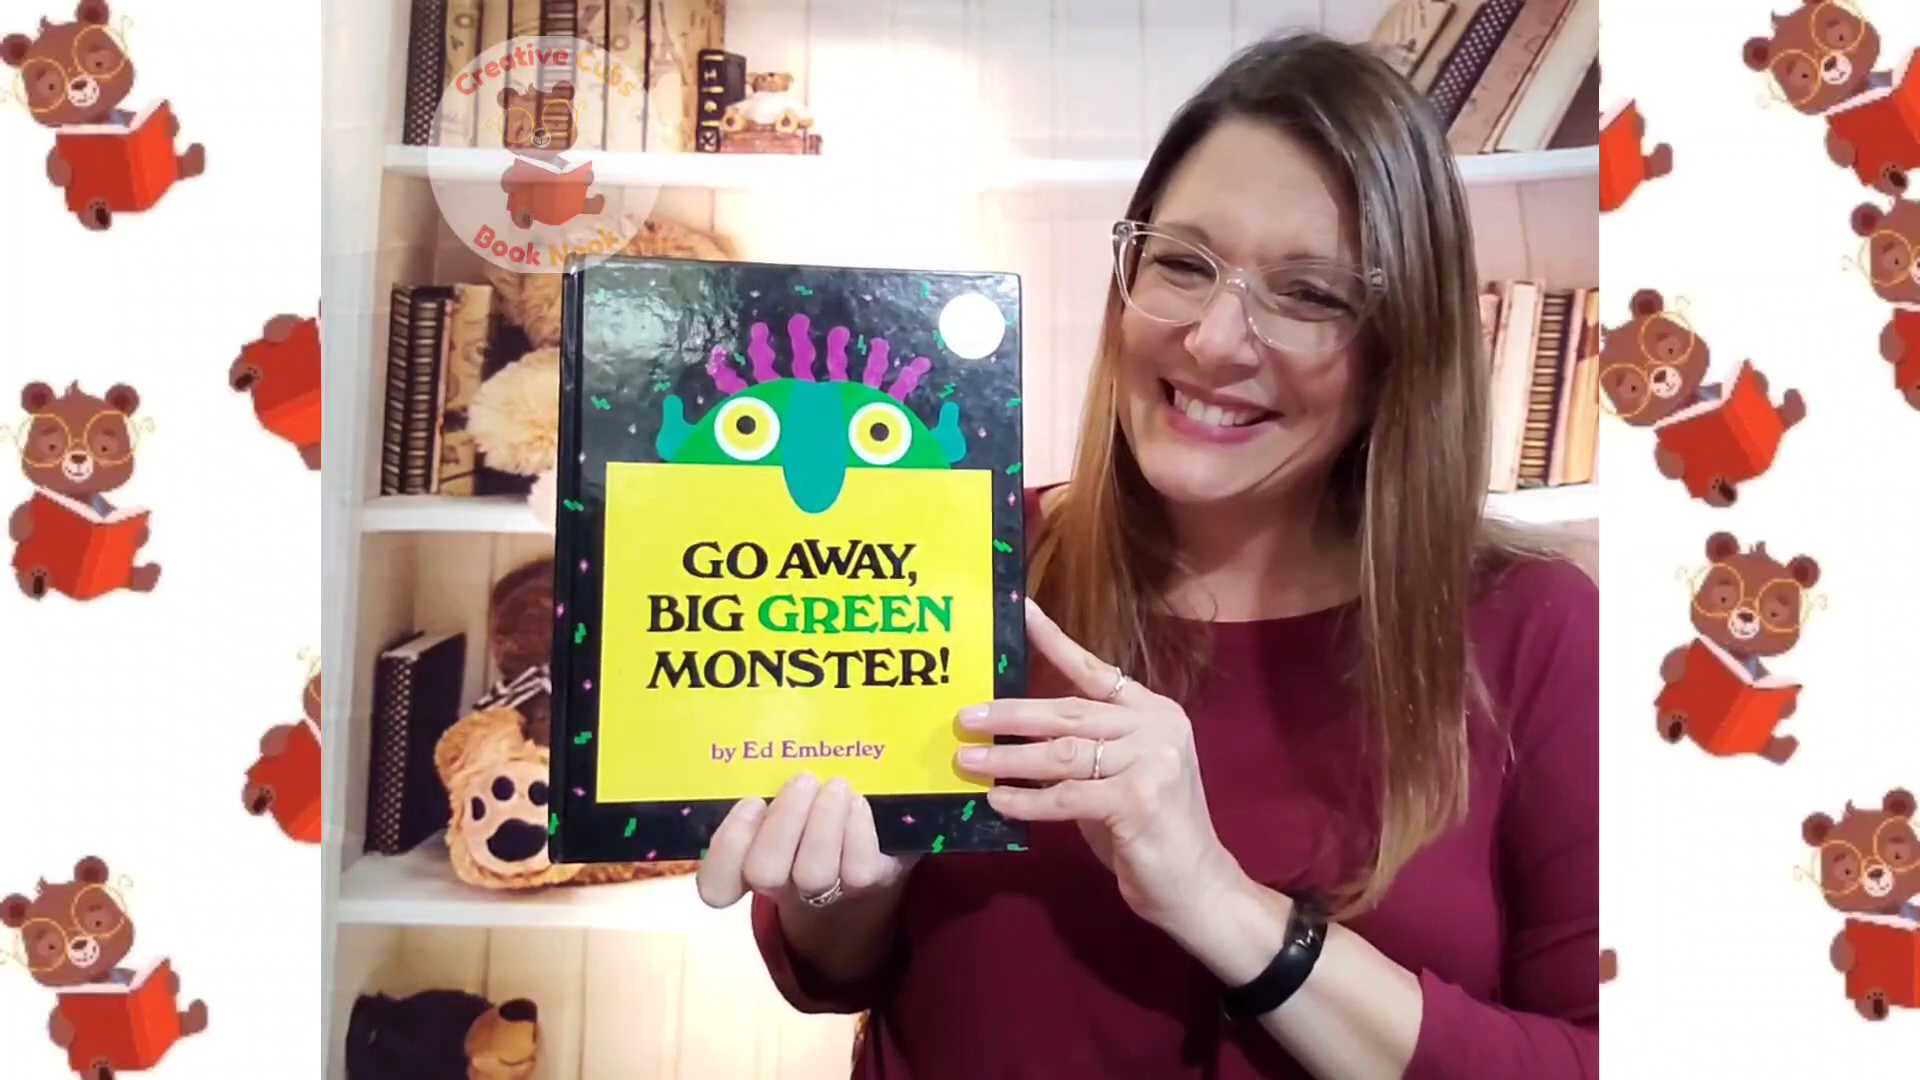 Creative Cubs
Book Nook
GO AWAY,
BIG GREEN
MONSTER!
by Ed Emberley